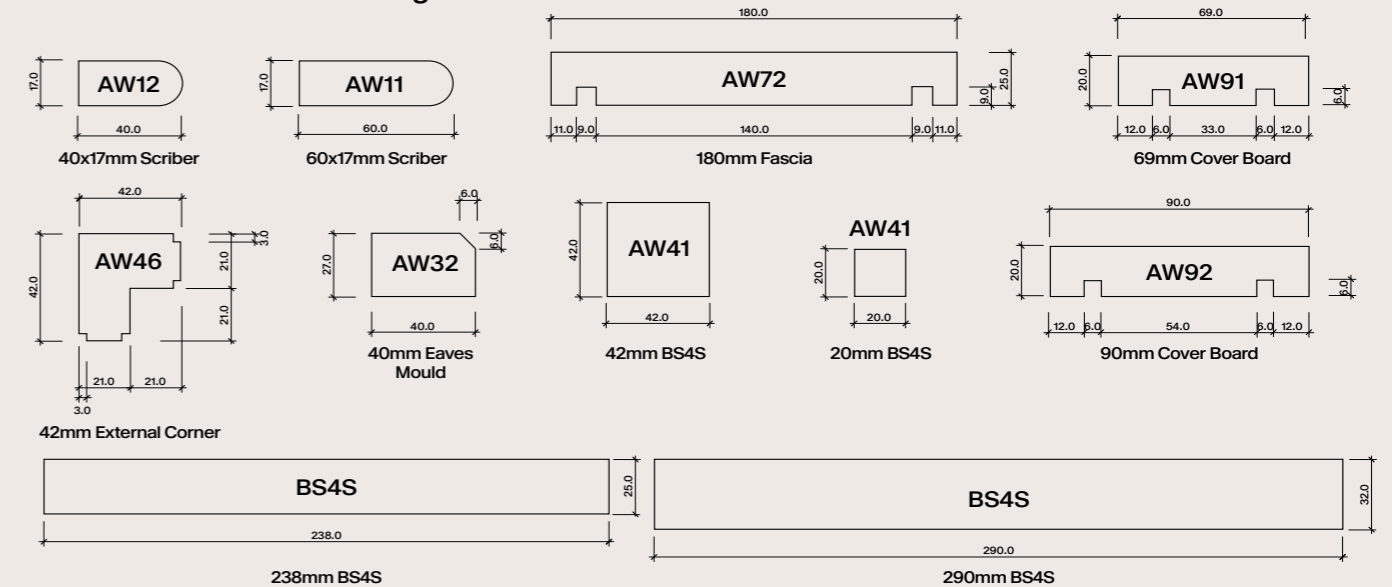 180.0
69.0
17.0
AW12
17.0
AW11
AW72
25.0
9.0
20.0
AW91
6.0
40.0
60.0
11.0 9.0 140.0 9.0 11.0
12.0 6.0 33.0 6.0 12.0
40x17mm Scriber
60x17mm Scriber
180mm Fascia
69mm Cover Board
42.0
6.0
90.0
42.0
AW46
3.0
21.0
21.0
27.0
AW32
6.0
42.0
AW41
AW41
20.0
20.0
AW92
6.0
40.0
42.0
20.0
12.0 6.0 54.0 6.0 12.0
40mm Eaves
Mould
42mm BS4S
20mm BS4S
90mm Cover Board
21.0 21.0
3.0
42mm External Corner
BS4S
25.0
BS4S
32.0
238.0
290.0
238mm BS4S
290mm BS4S